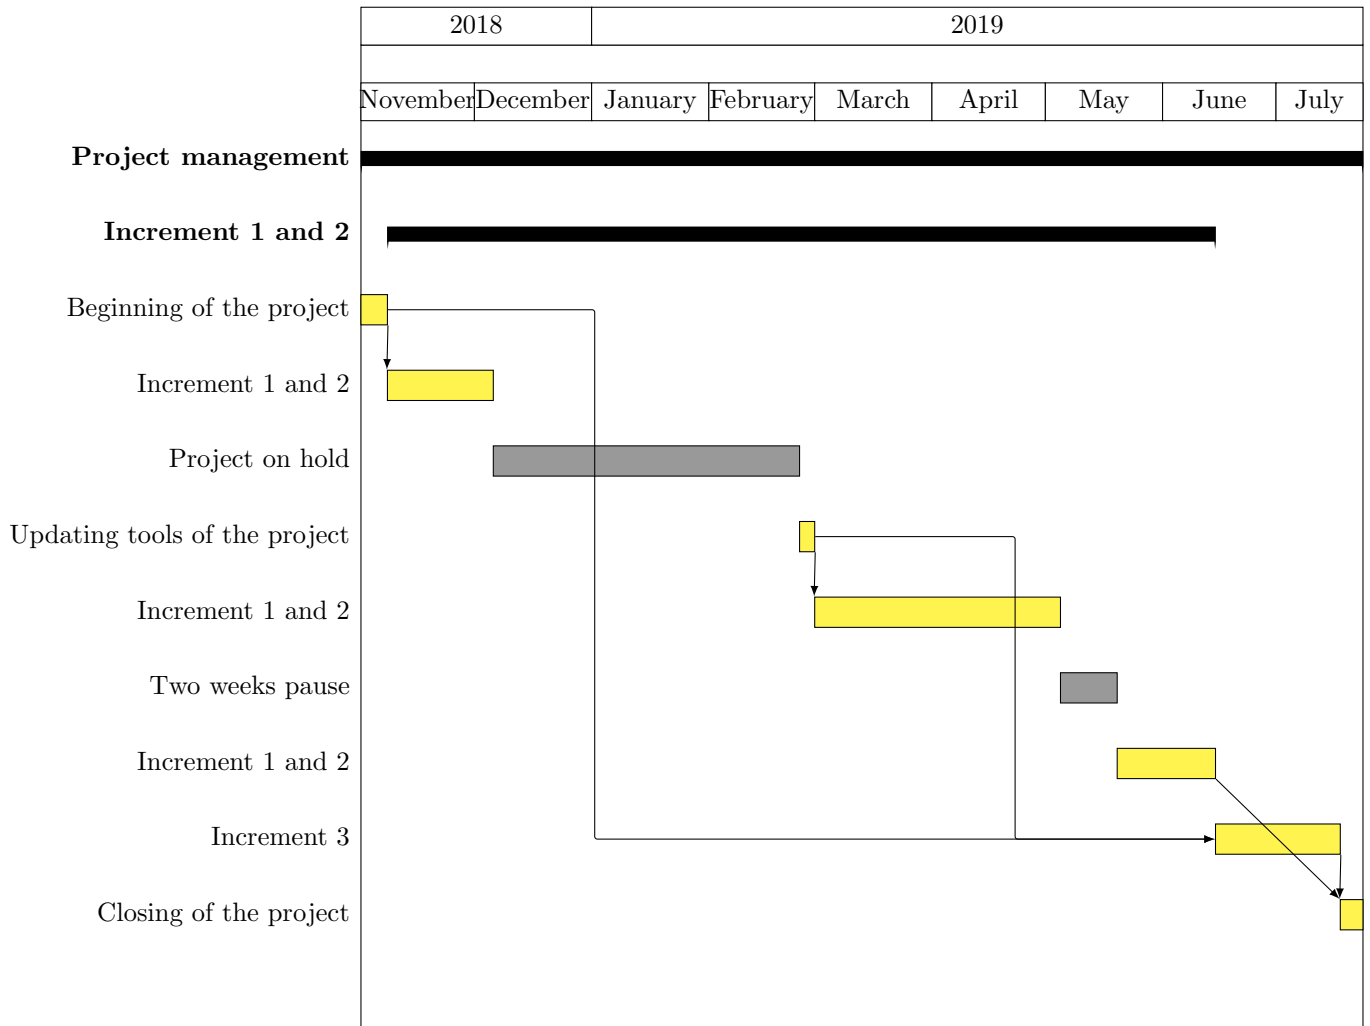 2018 2019
November December January February March April May June July
Project management
Increment 1 and 2
Beginning of the project
Increment 1 and 2
Project on hold
Updating tools of the project
Increment 1 and 2
Two weeks pause
Increment 1 and 2
Increment 3
Closing of the project